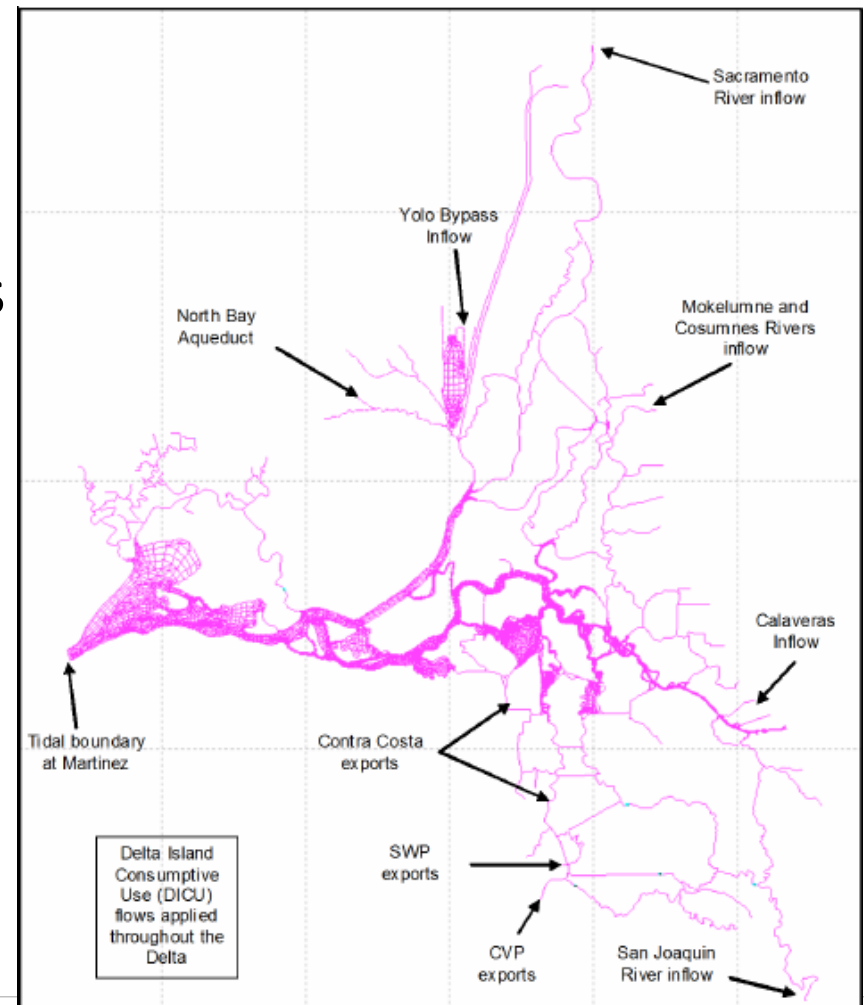 Sacramento
River inflow
Yolo Bypass
Inflow
s
North Bay
Aqueduct
Mokelumne and
Cosumnes Rivers
inflow
Calaveras
Inflow
Tidal boundary
at Martinez
Contra Costa
exports
SWP
exports
Delta Island
Consumptive
Use (DICU)
flows applied
throughout the
Delta
CVP
exports
San Joaquin
River inflow